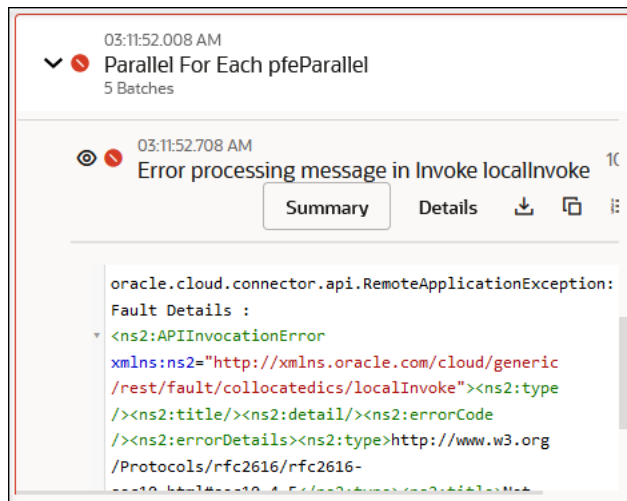 03:11:52.008 AM
Parallel For Each pfeParallel
5 Batches
03:11:52.708 AM
Error processing message in Invoke localInvoke
Summary Details
oracle.cloud.connector.api.RemoteApplicationException:
Fault Details :
<ns2:APIInvocationError
xmlns:ns2="http://xmlns.oracle.com/cloud/generic
/rest/fault/collocatedics/localInvoke"><ns2:type
/><ns2:title/><ns2:detail/><ns2:errorCode
/><ns2:errorDetails><ns2:type>http://www.w3.org
/Protocols/rfc2616/rfc2616-